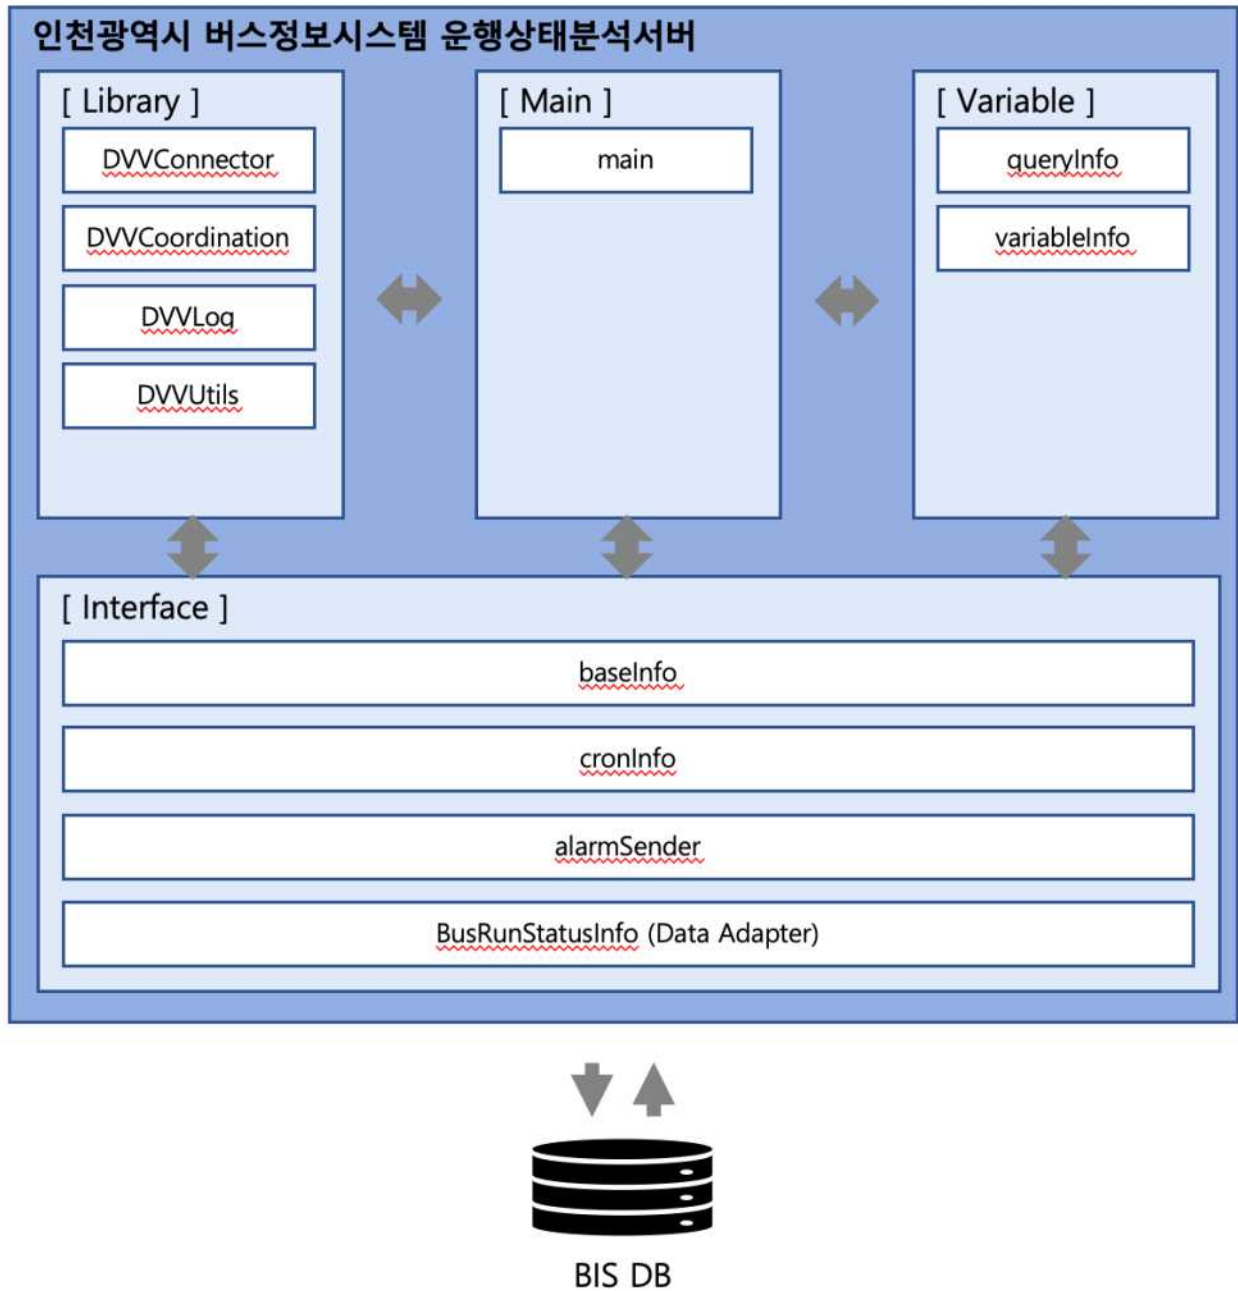 인천광역시 버스정보시스템 운행상태분석서버
[ Library ]
DVVConnector
DVVCoordination
DVVLog
DVVUtils
[ Main ]
main
[ Variable ]
queryInfo
variableInfo
[ Interface ]
baseInfo
cronInfo
alarmSender
BusRunStatusInfo (Data Adapter)
BIS DB